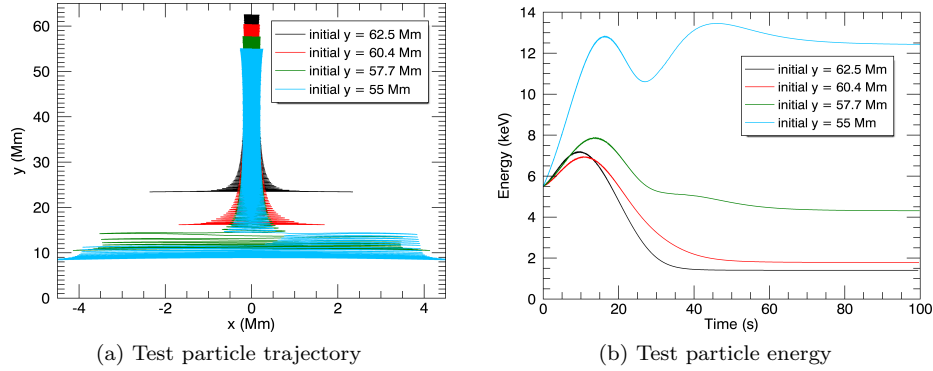 60
50
40
30
20
10
0
y (Mm)
-4
-2
0
2
4
x (Mm)
initial y = 62.5 Mm
initial y = 60.4 Mm
initial y = 57.7 Mm
initial y = 55 Mm
(a) Test particle trajectory
14
12
10
8
6
4
2
0
Energy (keV)
0
20
40
60
80
100
Time (s)
initial y = 62.5 Mm
initial y = 60.4 Mm
initial y = 57.7 Mm
initial y = 55 Mm
(b) Test particle energy